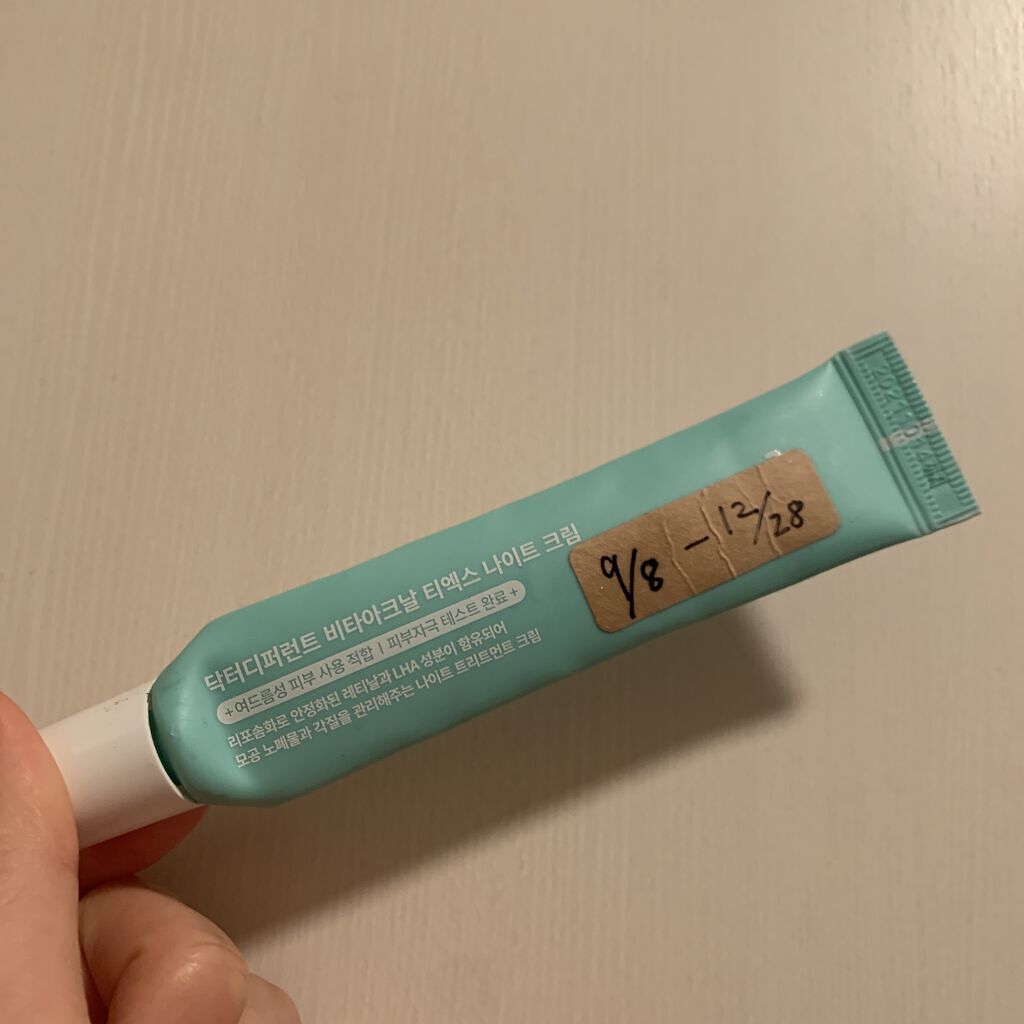 닥터디퍼런트 비타아크날 티엑스 나이트 크림
+ 여드름성 피부 사용 적합 | 피부자극 테스트 완료 +
리포솜화로 안정화된 레티날과 LHA 성분이 함유되어
모공 노폐물과 각질을 관리해주는 나이트 트리트먼트 크림
9/8 - 12/28